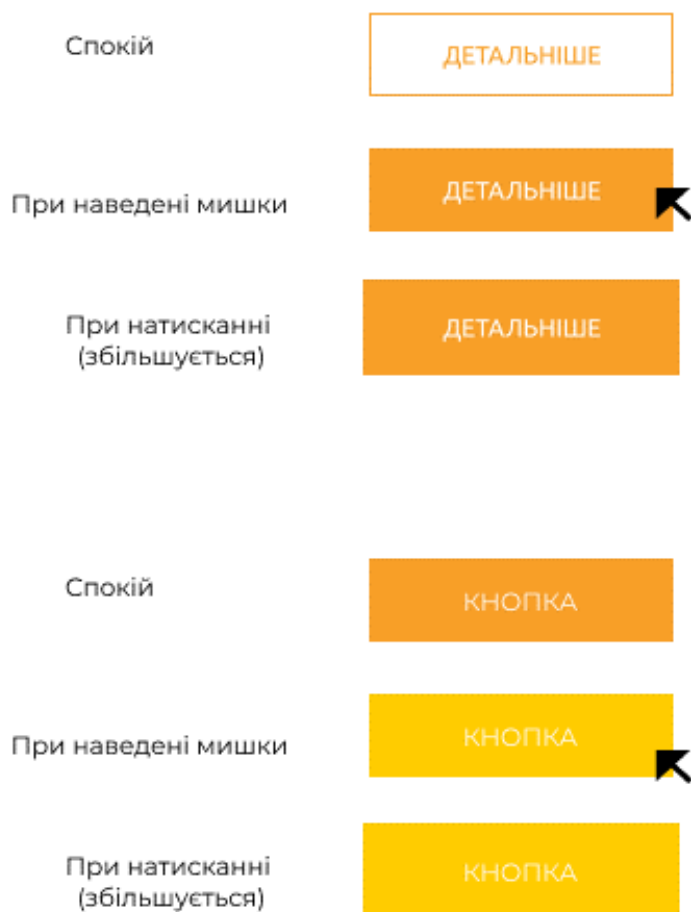 Спокій
ДЕТАЛЬНІШЕ
При наведені мишки
ДЕТАЛЬНІШЕ
При натисканні
(збільшується)
ДЕТАЛЬНІШЕ
Спокій
КНОПКА
При наведені мишки
КНОПКА
При натисканні
(збільшується)
КНОПКА